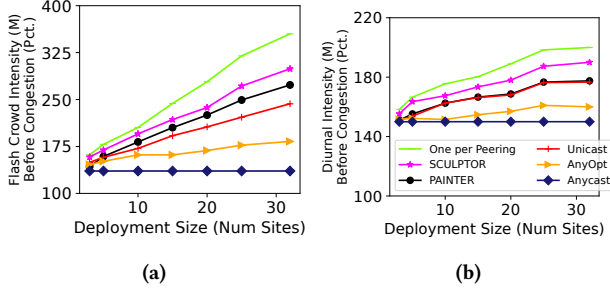 Flash Crowd Intensity (M)
Before Congestion (Pct.)
400
325
250
175
100
10
20
30
Deployment Size (Num Sites)
(a)
Diurnal Intensity (M)
Before Congestion (Pct.)
220
180
140
100
One per Peering
SCULPTOR
PAINTER
Unicast
AnyOpt
Anycast
10
20
30
Deployment Size (Num Sites)
(b)